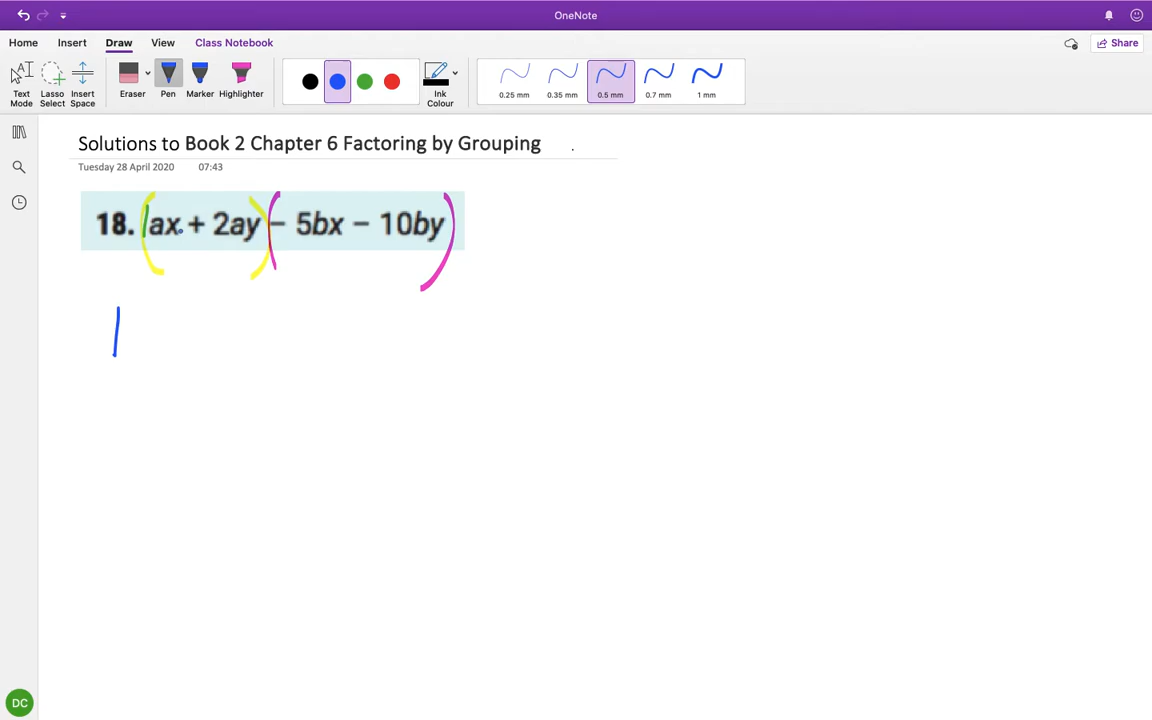 OneNote
Home Insert Draw View Class Notebook Share
Text Mode Lasso Select Insert Space Eraser Pen Marker Highlighter Ink Colour 0.25 mm 0.35 mm 0.5 mm 0.7 mm 1 mm
Solutions to Book 2 Chapter 6 Factoring by Grouping .
Tuesday 28 April 2020 07:43
18. (1ax + 2ay) (− 5bx − 10by)
1
DC